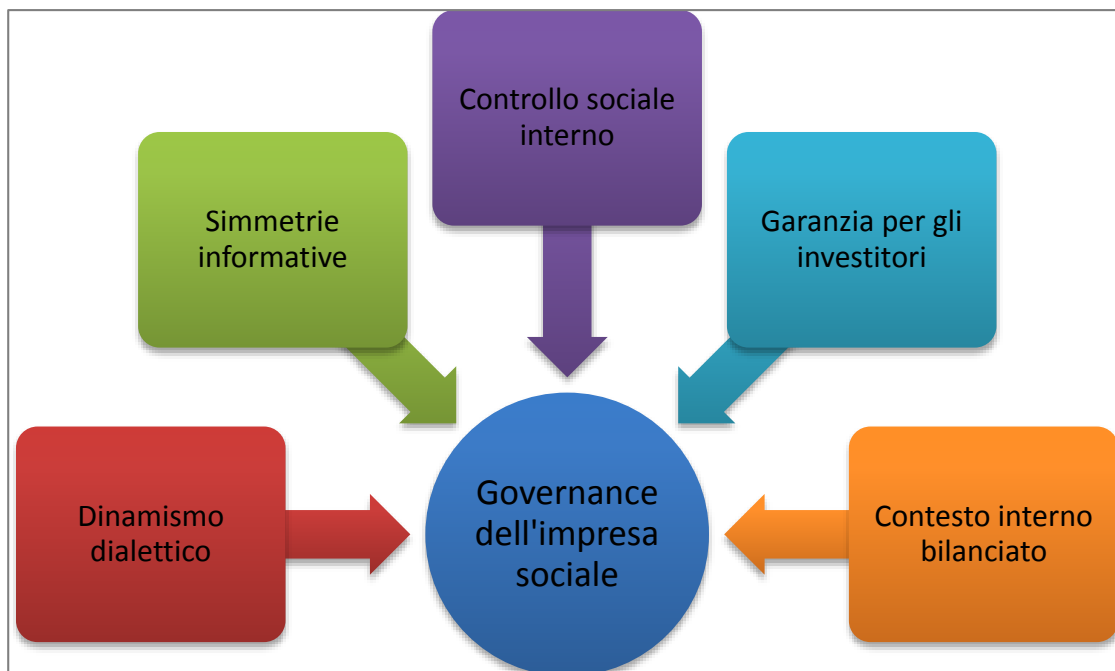 Controllo sociale
interno
Simmetrie
informative
Garanzia per gli
investitori
Dinamismo
dialettico
Governance
dell'impresa
sociale
Contesto interno
bilanciato